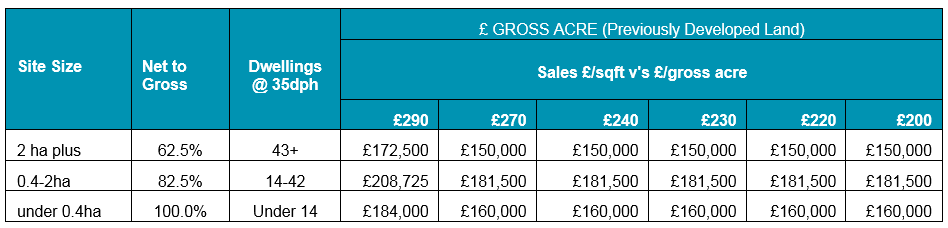 £ GROSS ACRE (Previously Developed Land)
Site Size Net to Gross Dwellings @ 35dph Sales £/sqft v's £/gross acre
£290 £270 £240 £230 £220 £200
2 ha plus 62.5% 43+ £172,500 £150,000 £150,000 £150,000 £150,000 £150,000
0.4-2ha 82.5% 14-42 £208,725 £181,500 £181,500 £181,500 £181,500 £181,500
under 0.4ha 100.0% Under 14 £184,000 £160,000 £160,000 £160,000 £160,000 £160,000